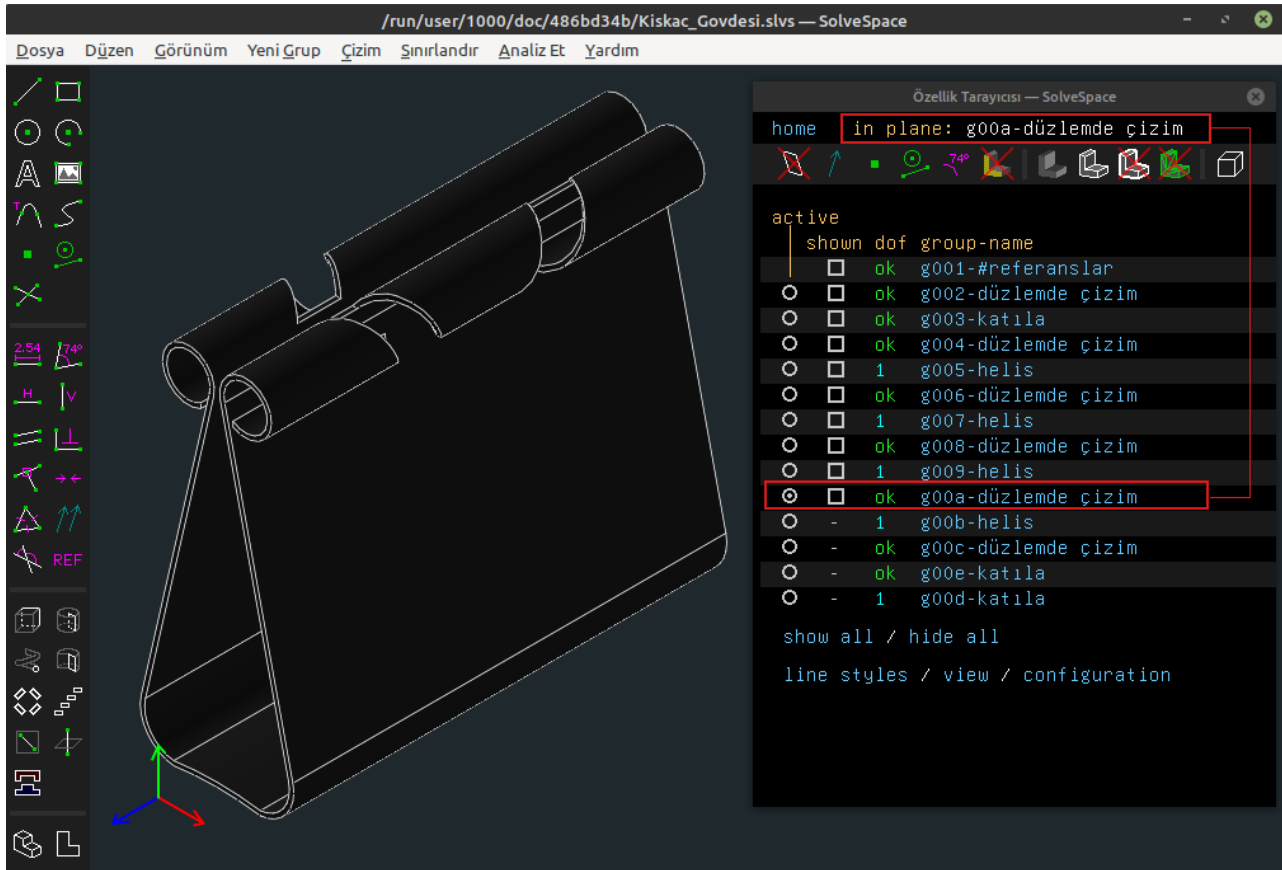 /run/user/1000/doc/486bd34b/Kiskac_Govdesi.slvs — SolveSpace
Dosya Düzen Görünüm Yeni Grup Çizim Sınırlandır Analiz Et Yardım
Özellik Tarayıcısı — SolveSpace
home in plane: g00a-düzlemde çizim
74°
active
shown dof group-name
ok g001-#referanslar
ok g002-düzlemde çizim
ok g003-katıla
ok g004-düzlemde çizim
1 g005-helis
ok g006-düzlemde çizim
1 g007-helis
ok g008-düzlemde çizim
1 g009-helis
ok g00a-düzlemde çizim
- 1 g00b-helis
- ok g00c-düzlemde çizim
- ok g00e-katıla
- 1 g00d-katıla
show all / hide all
line styles / view / configuration
A
T
2.54 74°
H V
REF